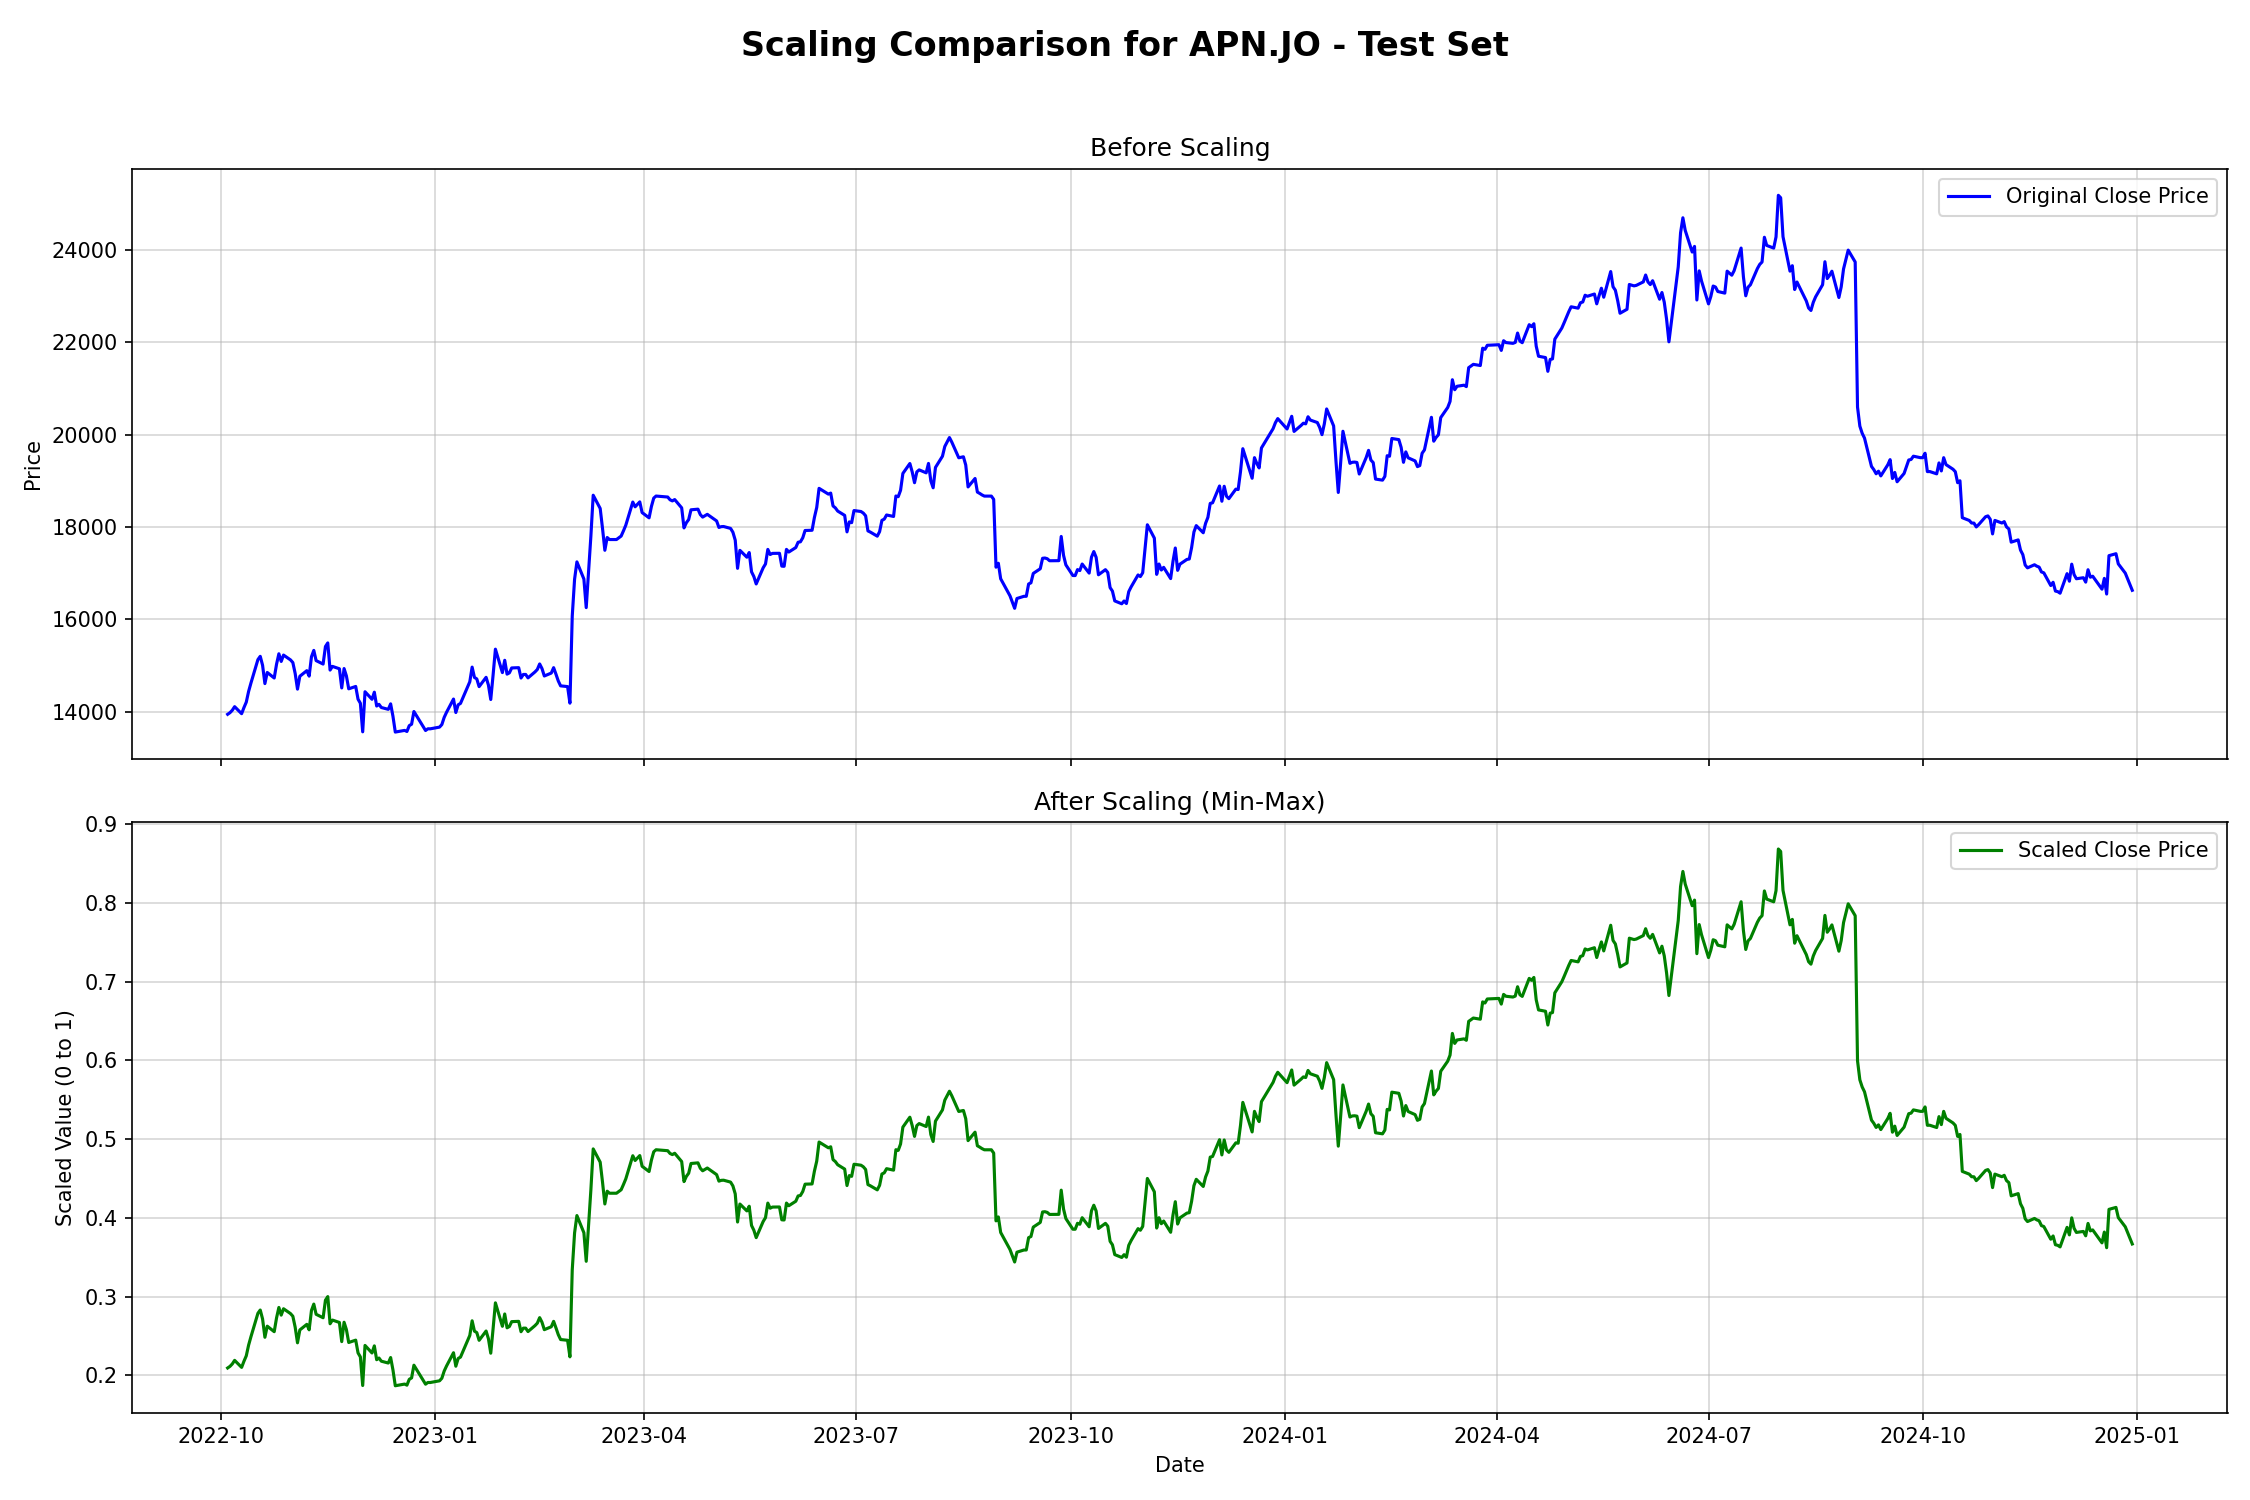 Scaling Comparison for APN.JO - Test Set
Before Scaling
Original Close Price
Price
24000
22000
20000
18000
16000
14000
After Scaling (Min-Max)
Scaled Close Price
Scaled Value (0 to 1)
0.9
0.8
0.7
0.6
0.5
0.4
0.3
0.2
2022-10 2023-01 2023-04 2023-07 2023-10 2024-01 2024-04 2024-07 2024-10 2025-01
Date